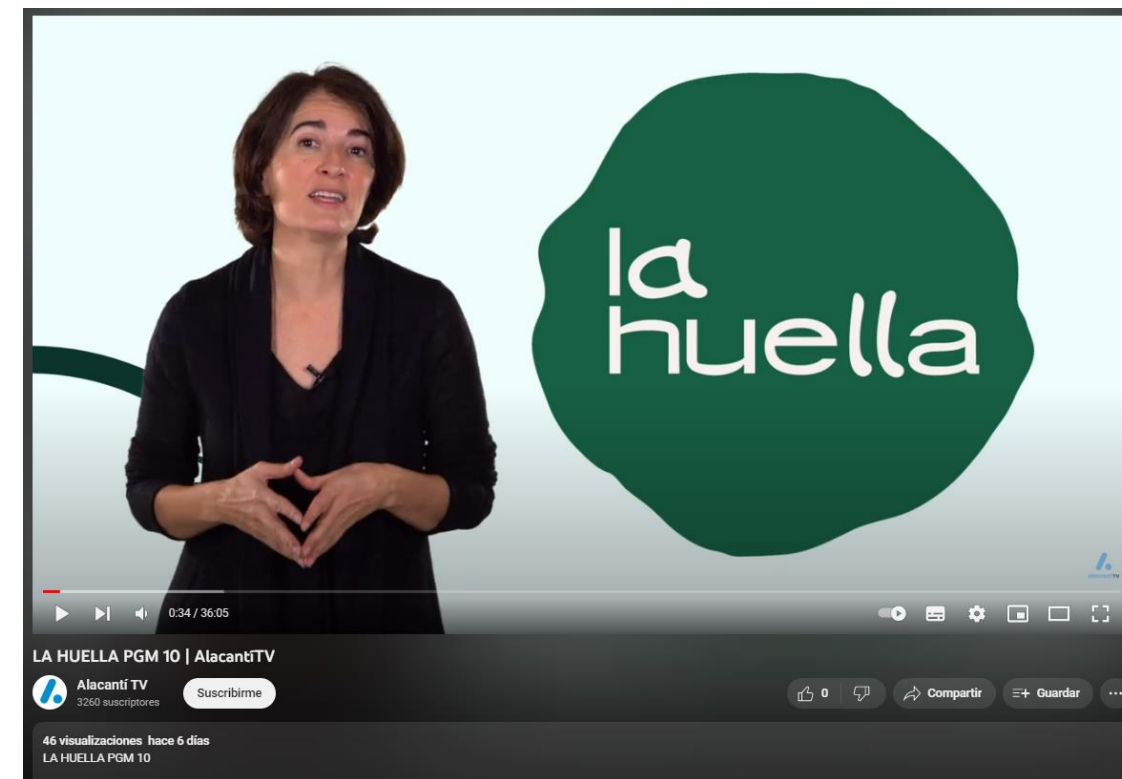 la
huella
alacantíTV
0:34 / 36:05
LA HUELLA PGM 10 | AlacantíTV
Alacantí TV
3260 suscriptores
Suscribirme
0
Compartir
Guardar
46 visualizaciones hace 6 días
LA HUELLA PGM 10